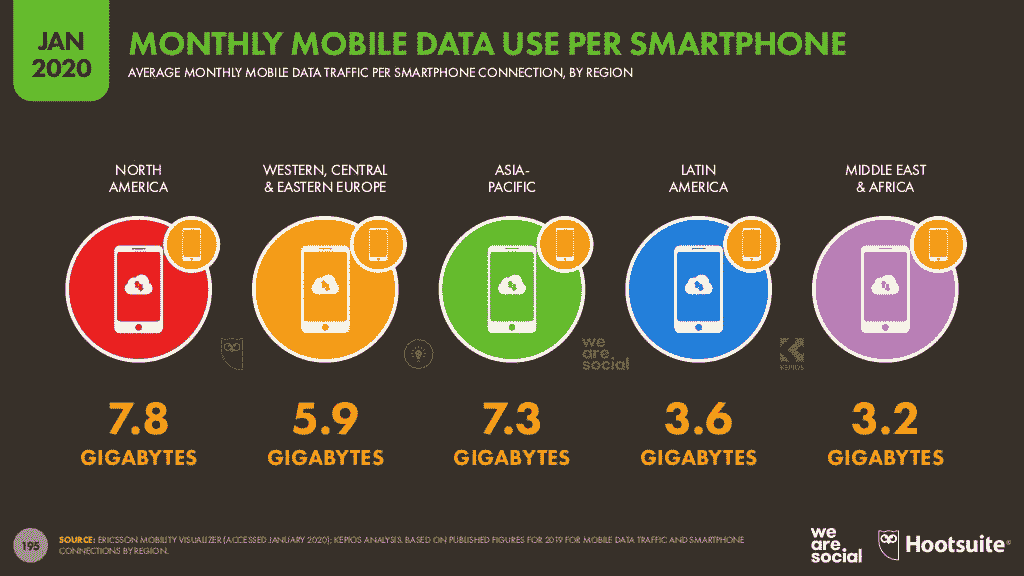 JAN
2020
MONTHLY MOBILE DATA USE PER SMARTPHONE
AVERAGE MONTHLY MOBILE DATA TRAFFIC PER SMARTPHONE CONNECTION, BY REGION
NORTH
AMERICA
WESTERN, CENTRAL
& EASTERN EUROPE
ASIA-
PACIFIC
LATIN
AMERICA
MIDDLE EAST
& AFRICA
we
are
social
KEPIOS
7.8
GIGABYTES
5.9
GIGABYTES
7.3
GIGABYTES
3.6
GIGABYTES
3.2
GIGABYTES
195
SOURCE: ERICSSON MOBILITY VISUALIZER (ACCESSED JANUARY 2020); KEPIOS ANALYSIS. BASED ON PUBLISHED FIGURES FOR 2019 FOR MOBILE DATA TRAFFIC AND SMARTPHONE
CONNECTIONS BY REGION.
we
are
social
Hootsuite®